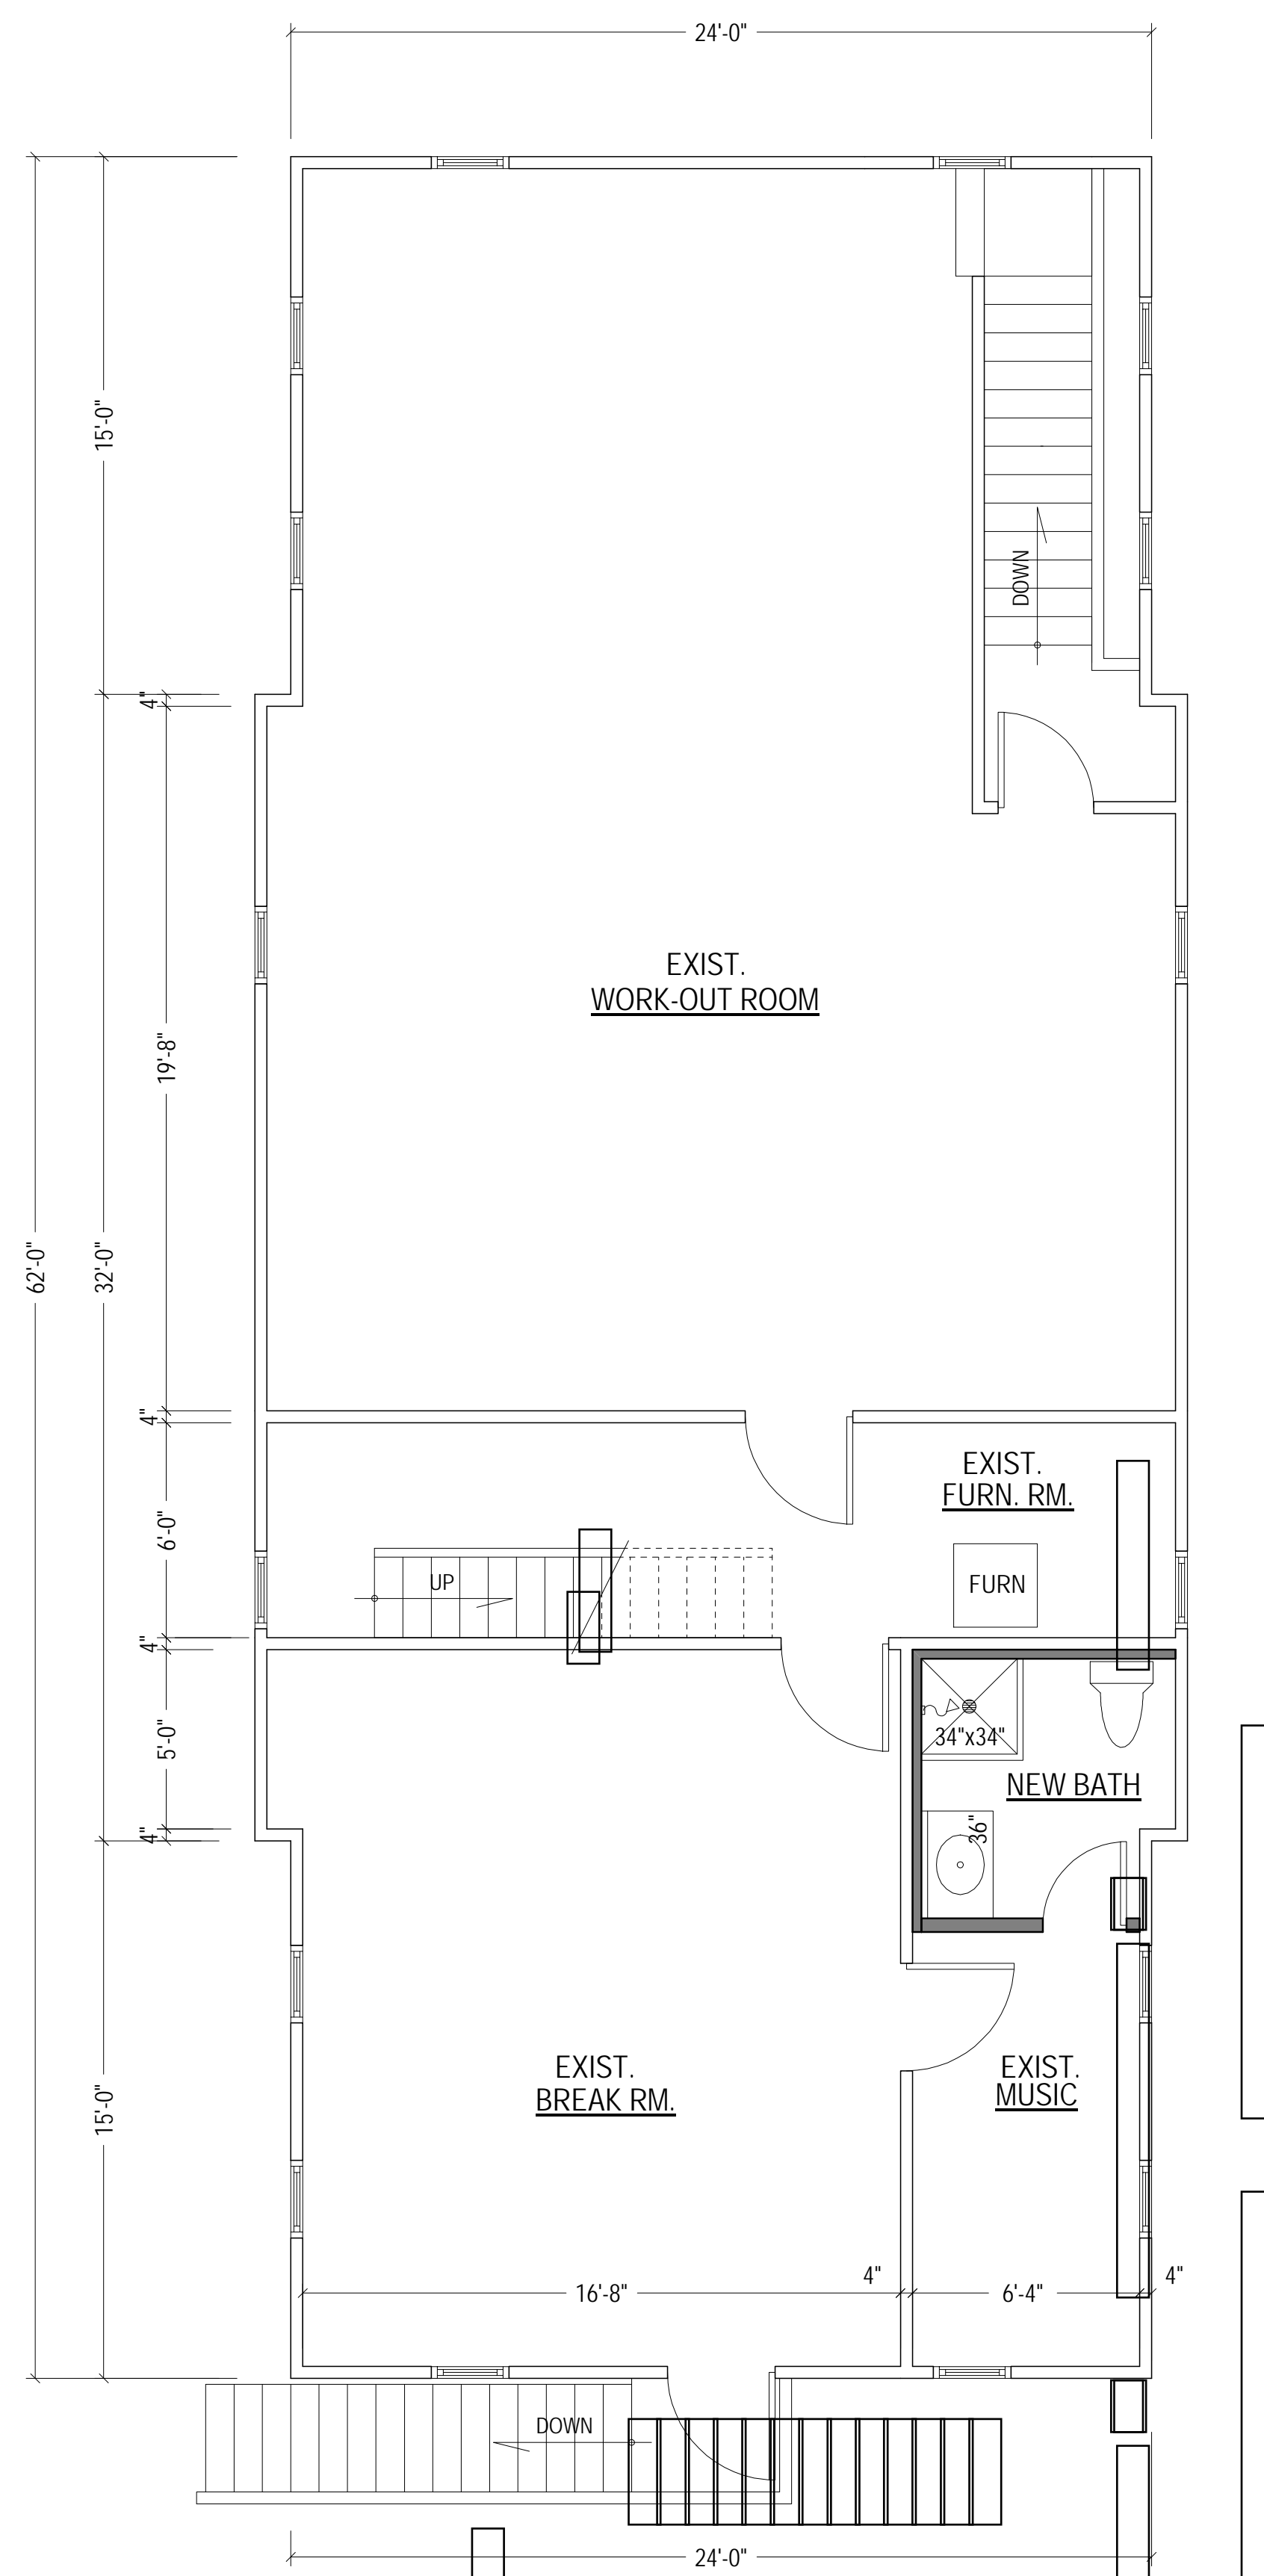 24'-0"
15'-0"
DOWN
4"
EXIST.
WORK-OUT ROOM
19'-8"
62'-0"
32'-0"
4"
EXIST.
FURN. RM.
6'-0"
UP
FURN
4"
5'-0"
34"x34"
NEW BATH
36"
4"
EXIST.
BREAK RM.
EXIST.
MUSIC
15'-0"
4"
4"
16'-8"
6'-4"
DOWN
24'-0"